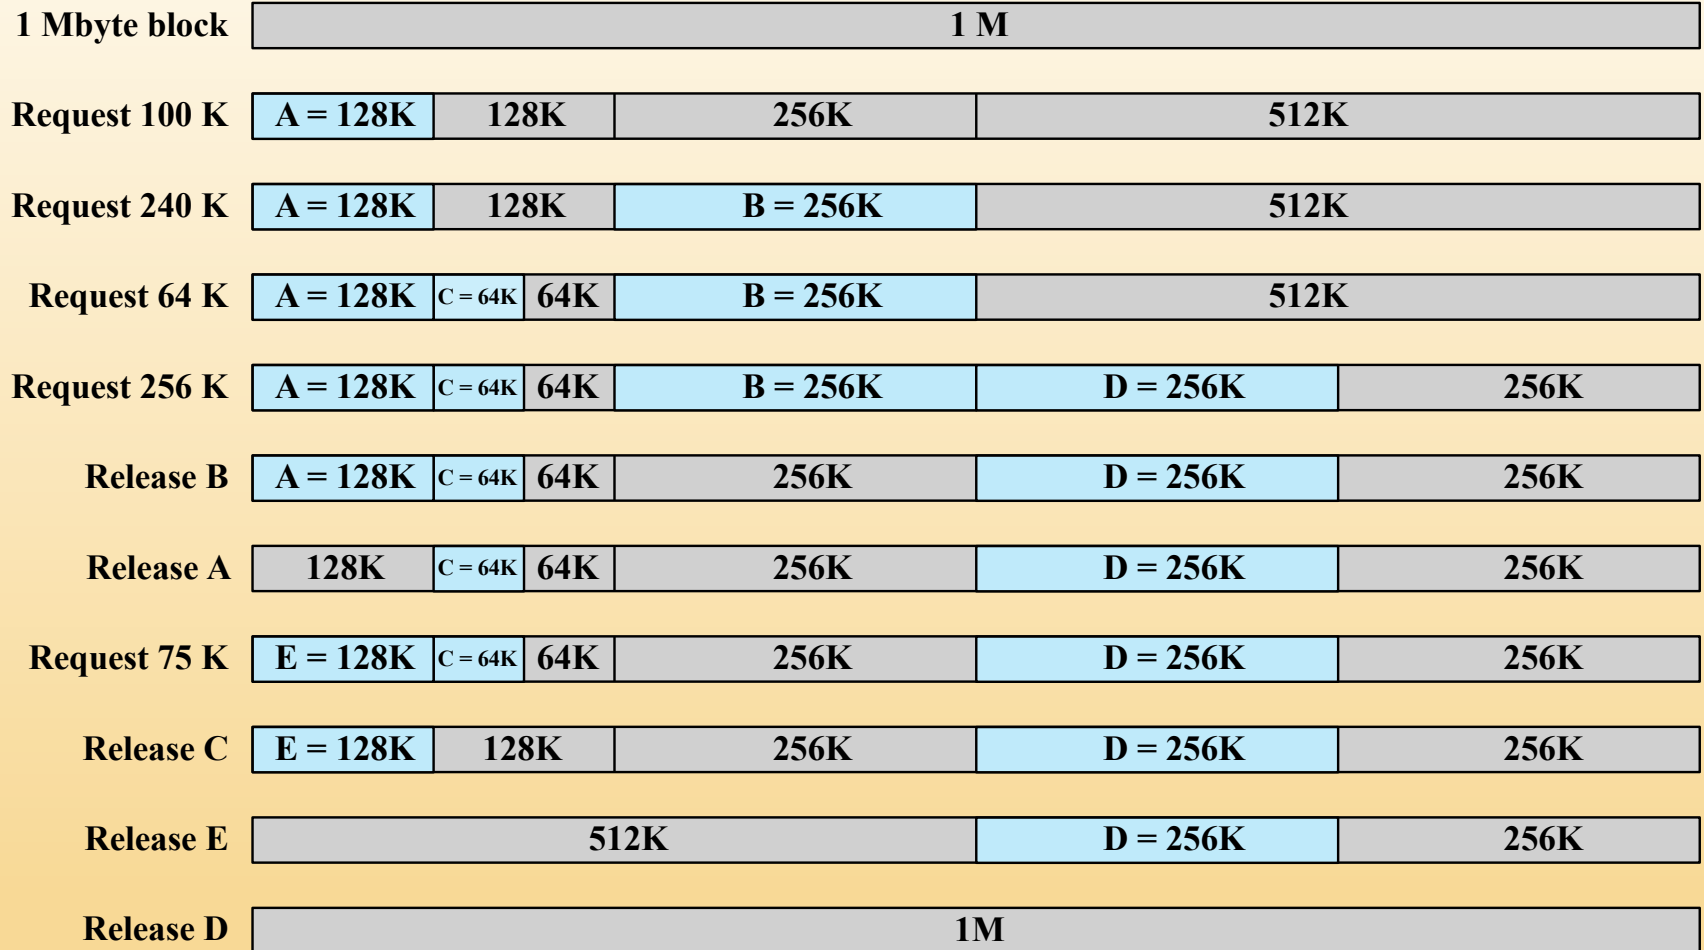 1 Mbyte block 1 M
Request 100 K A = 128K 128K 256K 512K
Request 240 K A = 128K 128K B = 256K 512K
Request 64 K A = 128K C = 64K 64K B = 256K 512K
Request 256 K A = 128K C = 64K 64K B = 256K D = 256K 256K
Release B A = 128K C = 64K 64K 256K D = 256K 256K
Release A 128K C = 64K 64K 256K D = 256K 256K
Request 75 K E = 128K C = 64K 64K 256K D = 256K 256K
Release C E = 128K 128K 256K D = 256K 256K
Release E 512K D = 256K 256K
Release D 1M